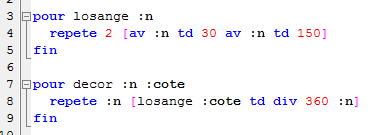 3 pour losange :n
4 repete 2 [av :n td 30 av :n td 150]
5 fin
6
7 pour decor :n :cote
8 repete :n [losange :cote td div 360 :n]
9 fin